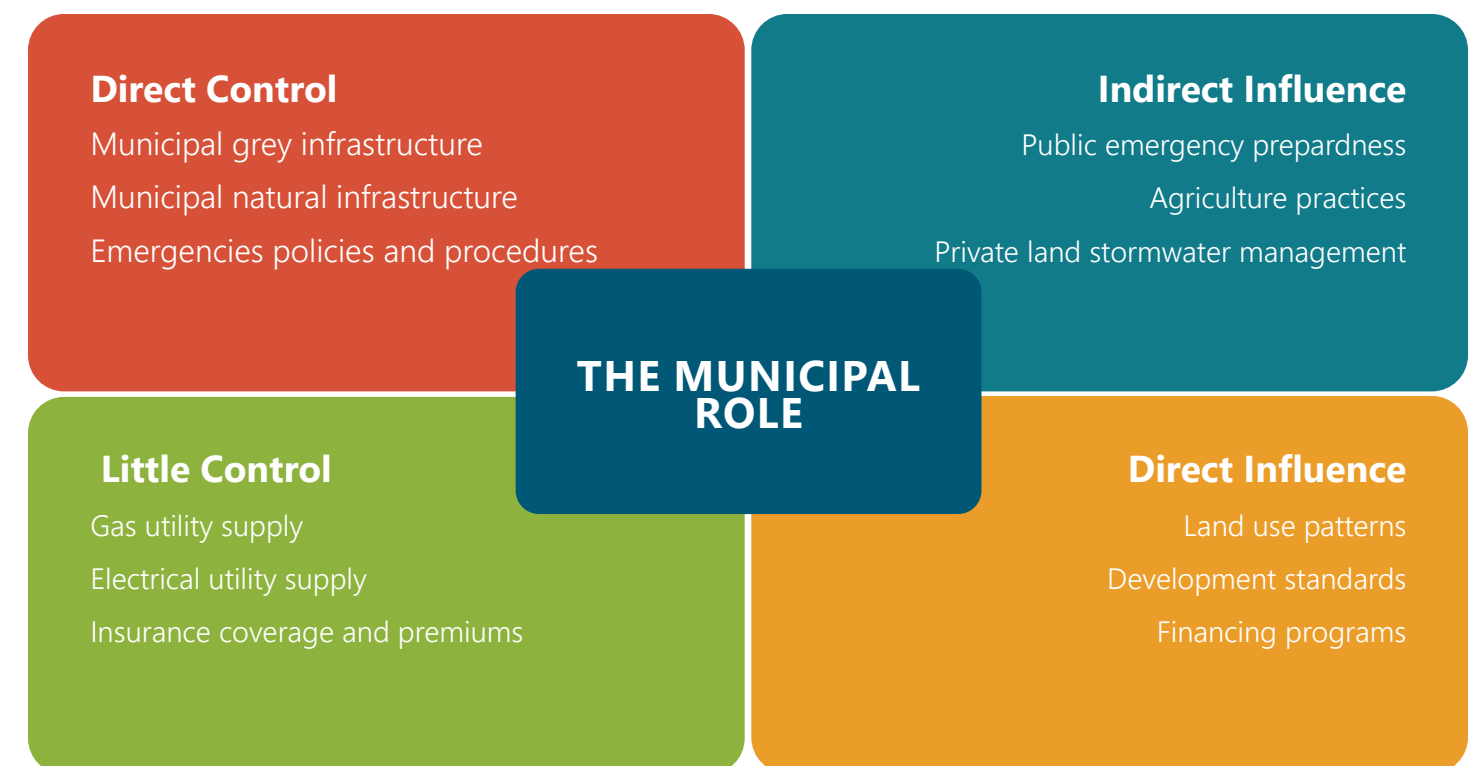 Direct Control
Municipal grey infrastructure
Municipal natural infrastructure
Emergencies policies and procedures
Indirect Influence
Public emergency prepardness
Agriculture practices
Private land stormwater management
THE MUNICIPAL
ROLE
Little Control
Gas utility supply
Electrical utility supply
Insurance coverage and premiums
Direct Influence
Land use patterns
Development standards
Financing programs